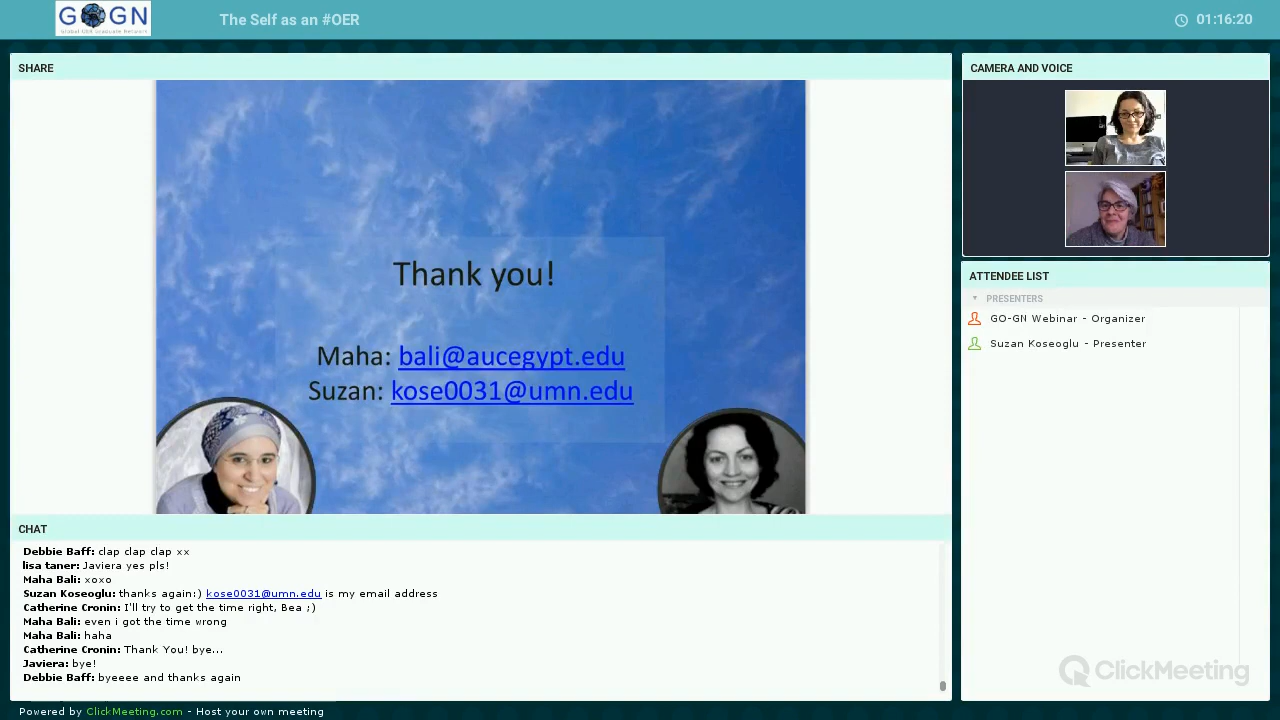 GOGN
Global OER Graduate Network
The Self as an #OER
01:16:20
SHARE
Thank you!
Maha: bali@aucegypt.edu
Suzan: kose0031@umn.edu
CHAT
Debbie Baff: clap clap clap xx
lisa taner: Javiera yes pls!
Maha Bali: xoxo
Suzan Koseoglu: thanks again:) kose0031@umn.edu is my email address
Catherine Cronin: I'll try to get the time right, Bea ;)
Maha Bali: even i got the time wrong
Maha Bali: haha
Catherine Cronin: Thank You! bye...
Javiera: bye!
Debbie Baff: byeeee and thanks again
CAMERA AND VOICE
ATTENDEE LIST
PRESENTERS
GO-GN Webinar - Organizer
Suzan Koseoglu - Presenter
ClickMeeting
Powered by ClickMeeting.com - Host your own meeting